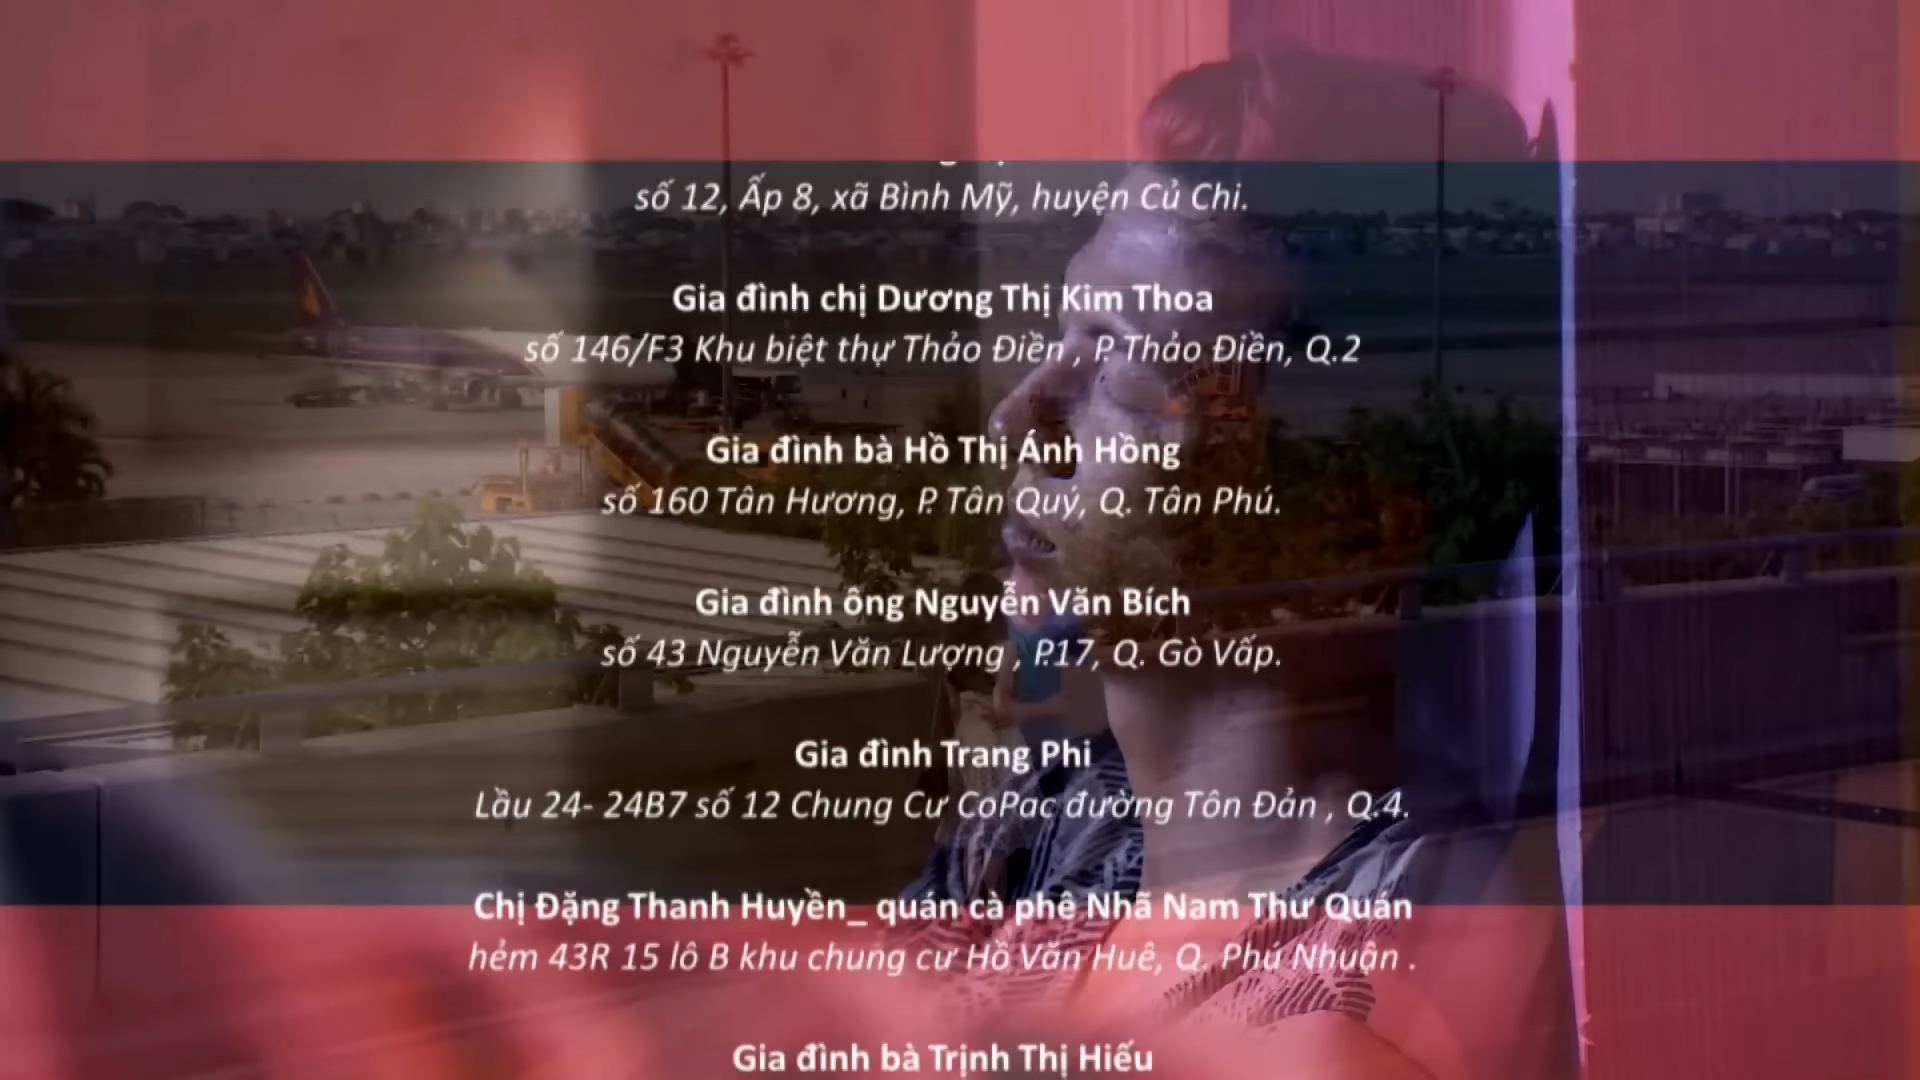 số 12, Ấp 8, xã Bình Mỹ, huyện Củ Chi.
Gia đình chị Dương Thị Kim Thoa
số 146/F3 Khu biệt thự Thảo Điền , P. Thảo Điền, Q.2
Gia đình bà Hồ Thị Ánh Hồng
số 160 Tân Hương, P. Tân Quý, Q. Tân Phú.
Gia đình ông Nguyễn Văn Bích
số 43 Nguyễn Văn Lượng , P.17, Q. Gò Vấp.
Gia đình Trang Phi
Lầu 24- 24B7 số 12 Chung Cư CoPac đường Tôn Đản , Q.4.
Chị Đặng Thanh Huyền_ quán cà phê Nhã Nam Thư Quán
hẻm 43R 15 lô B khu chung cư Hồ Văn Huê, Q. Phú Nhuận .
Gia đình bà Trịnh Thị Hiếu